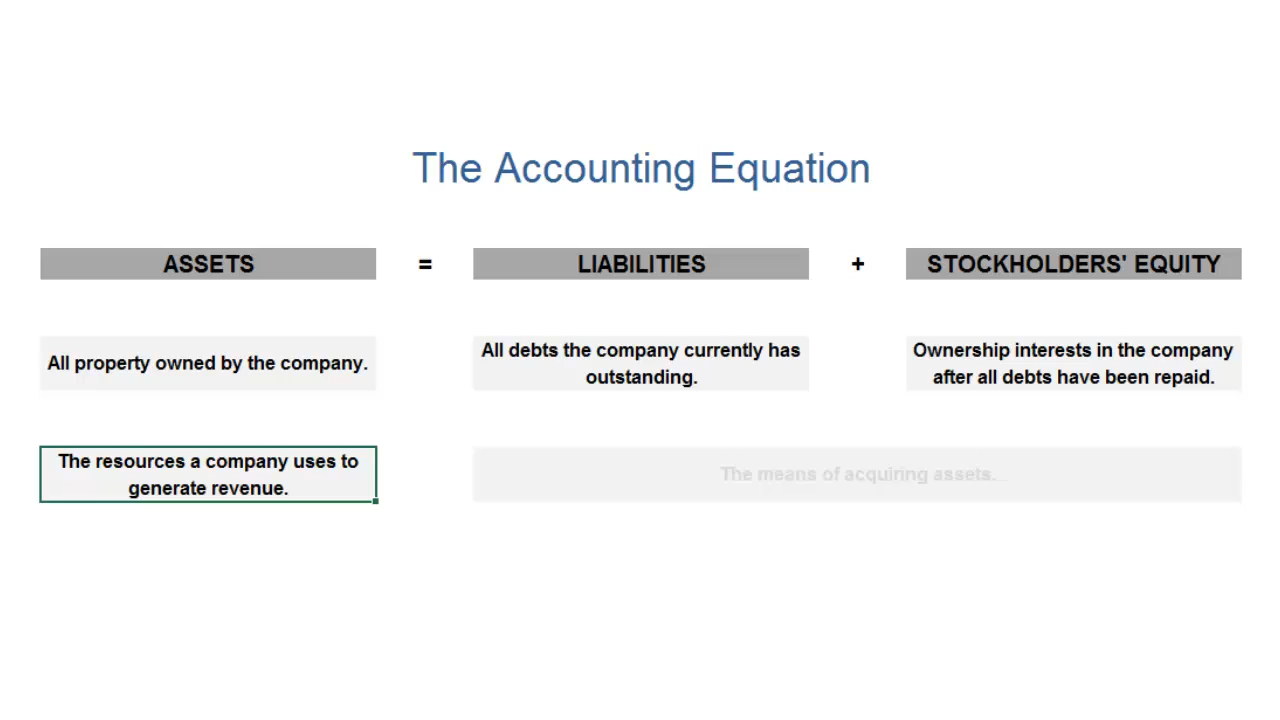 The Accounting Equation
ASSETS = LIABILITIES + STOCKHOLDERS' EQUITY
All property owned by the company.
All debts the company currently has
outstanding.
Ownership interests in the company
after all debts have been repaid.
The resources a company uses to
generate revenue.
The means of acquiring assets...